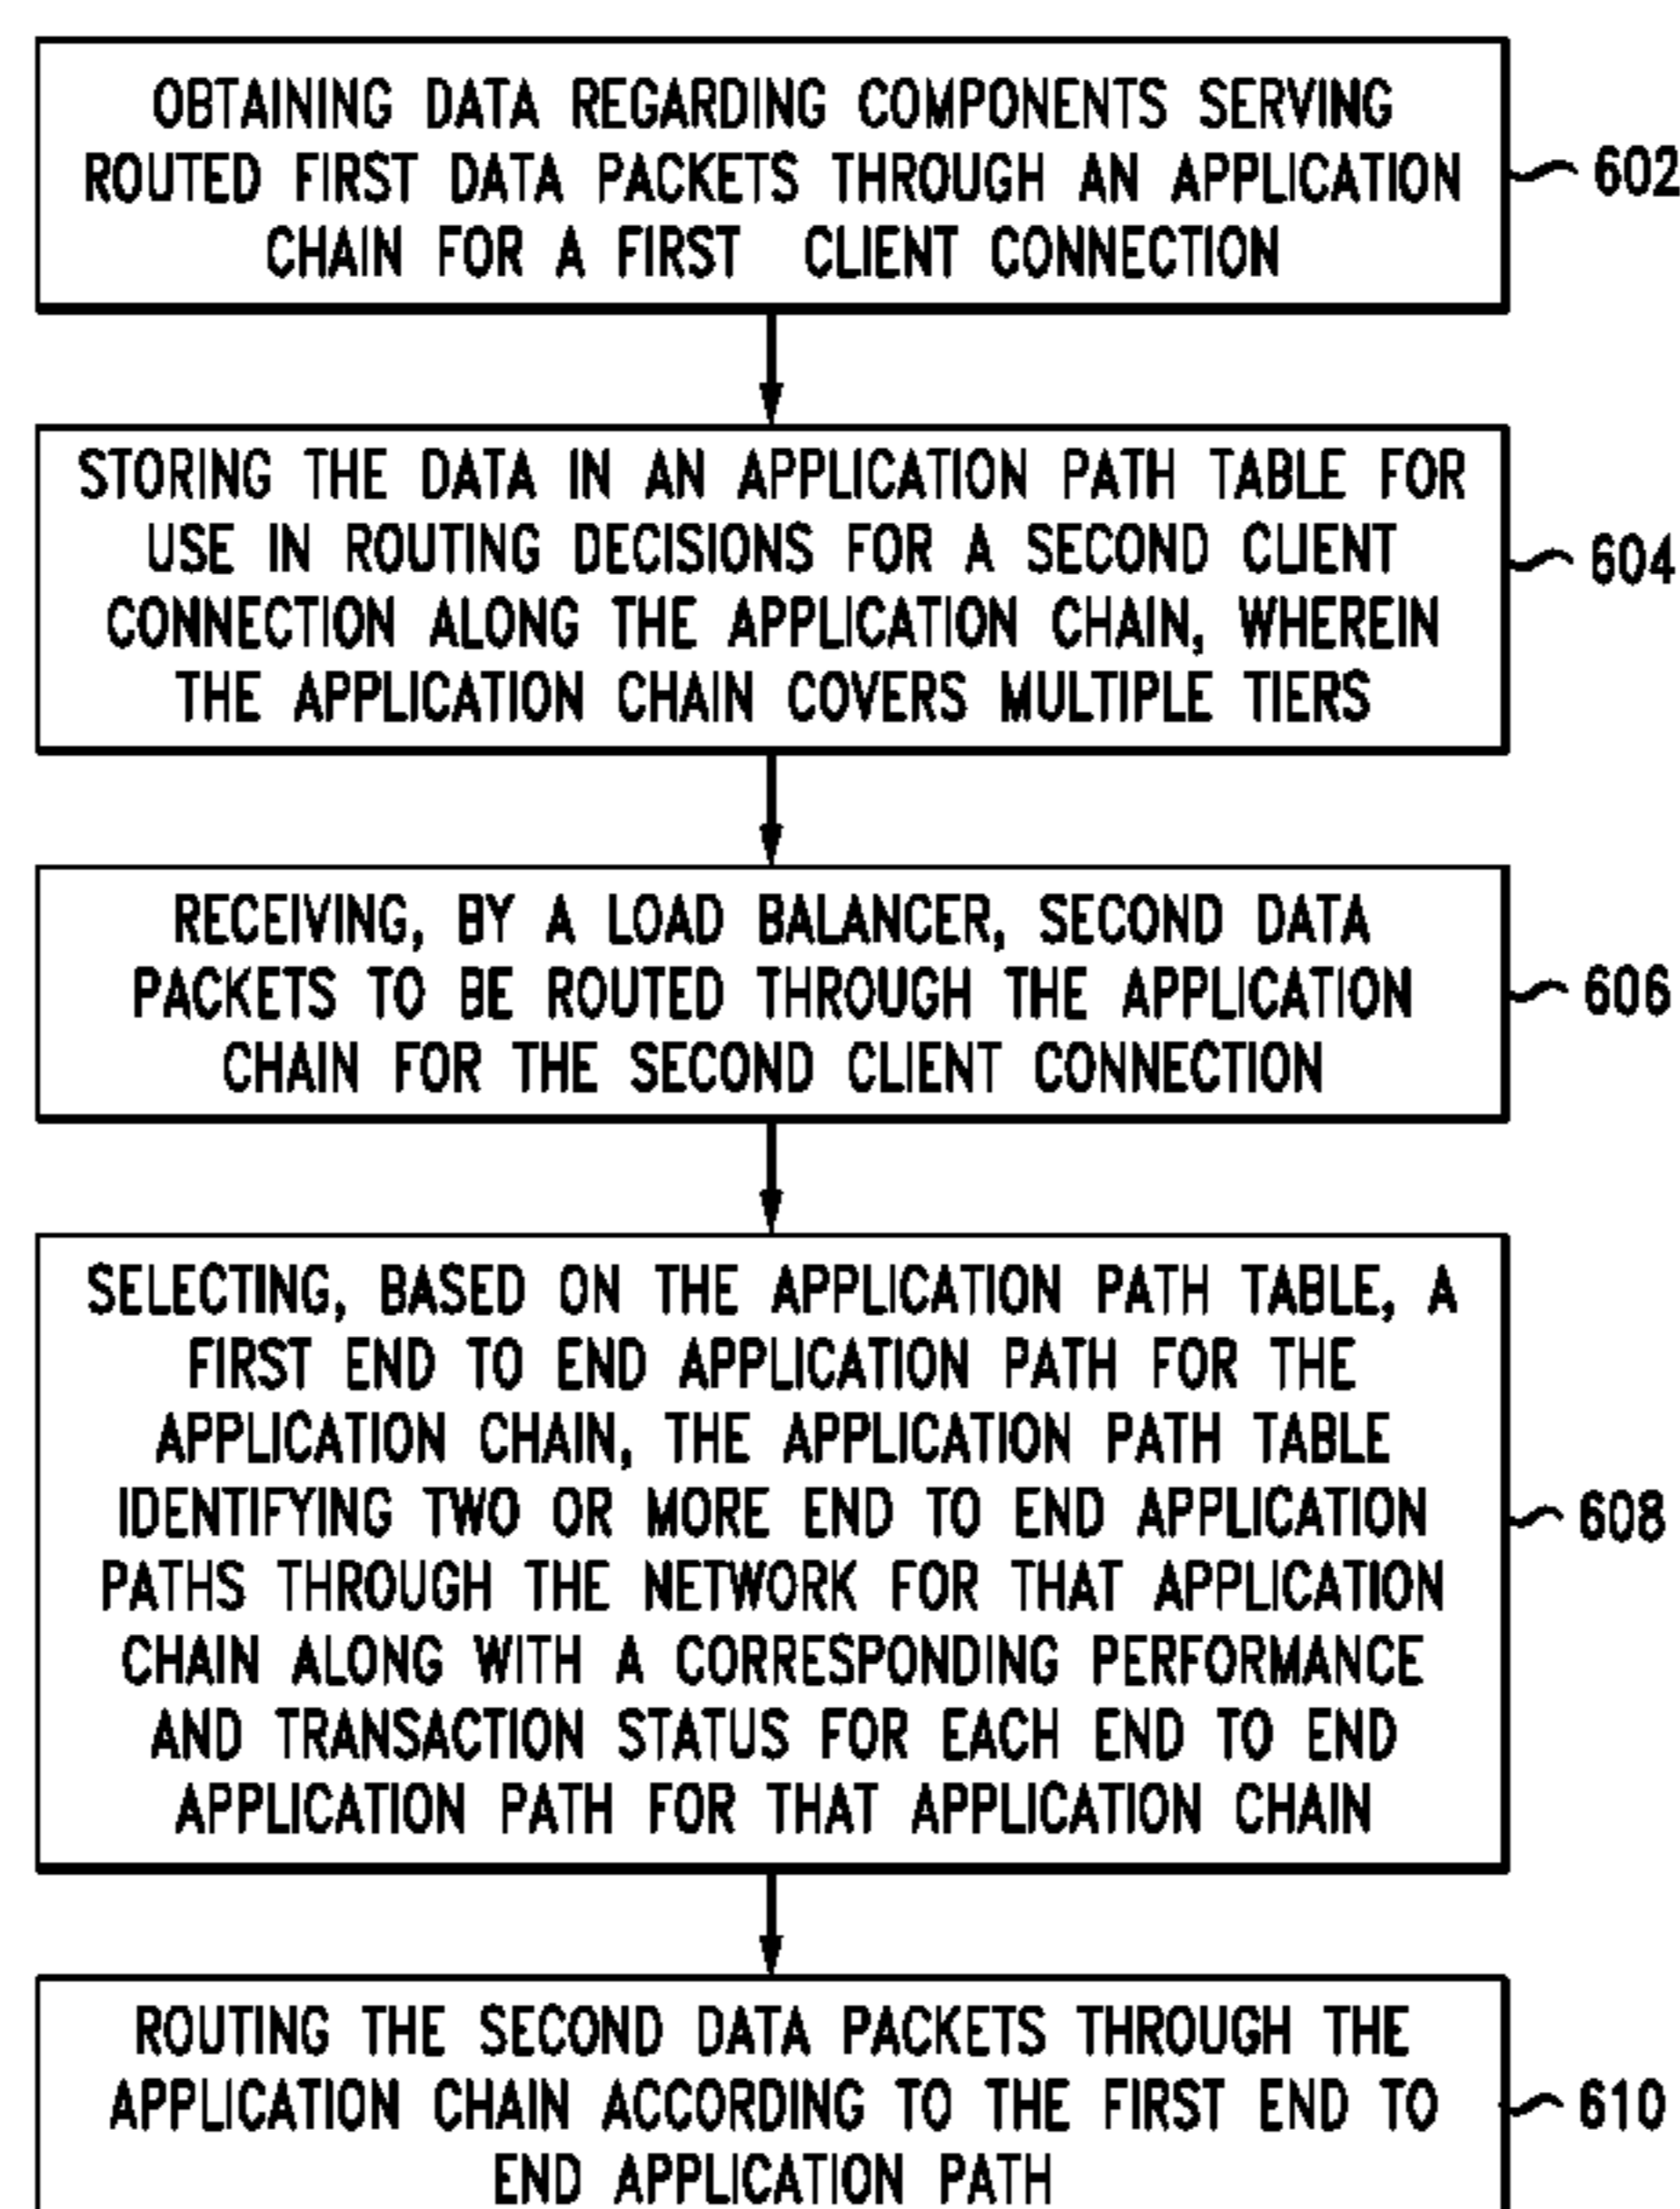 OBTAINING DATA REGARDING COMPONENTS SERVING
ROUTED FIRST DATA PACKETS THROUGH AN APPLICATION
CHAIN FOR A FIRST CLIENT CONNECTION
602
STORING THE DATA IN AN APPLICATION PATH TABLE FOR
USE IN ROUTING DECISIONS FOR A SECOND CLIENT
CONNECTION ALONG THE APPLICATION CHAIN, WHEREIN
THE APPLICATION CHAIN COVERS MULTIPLE TIERS
604
RECEIVING, BY A LOAD BALANCER, SECOND DATA
PACKETS TO BE ROUTED THROUGH THE APPLICATION
CHAIN FOR THE SECOND CLIENT CONNECTION
606
SELECTING, BASED ON THE APPLICATION PATH TABLE, A
FIRST END TO END APPLICATION PATH FOR THE
APPLICATION CHAIN, THE APPLICATION PATH TABLE
IDENTIFYING TWO OR MORE END TO END APPLICATION
PATHS THROUGH THE NETWORK FOR THAT APPLICATION
CHAIN ALONG WITH A CORRESPONDING PERFORMANCE
AND TRANSACTION STATUS FOR EACH END TO END
APPLICATION PATH FOR THAT APPLICATION CHAIN
608
ROUTING THE SECOND DATA PACKETS THROUGH THE
APPLICATION CHAIN ACCORDING TO THE FIRST END TO
END APPLICATION PATH
610